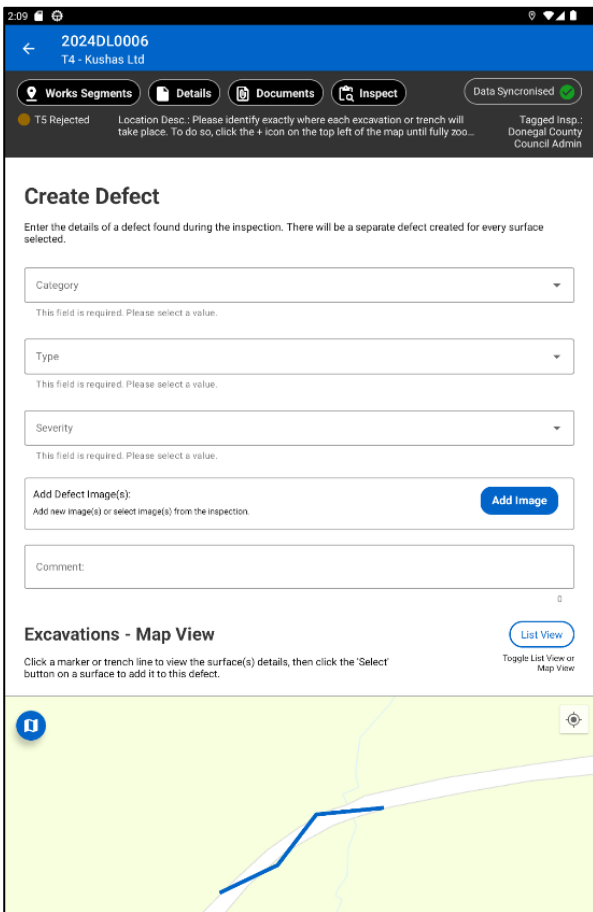 2:09
2024DL0006
T4 - Kushas Ltd
Works Segments
Details
Documents
Inspect
Data Syncronised
T5 Rejected
Location Desc.: Please identify exactly where each excavation or trench will
take place. To do so, click the + icon on the top left of the map until fully zoo...
Tagged Insp.:
Donegal County
Council Admin
Create Defect
Enter the details of a defect found during the inspection. There will be a separate defect created for every surface
selected.
Category
This field is required. Please select a value.
Type
This field is required. Please select a value.
Severity
This field is required. Please select a value.
Add Defect Image(s):
Add new image(s) or select image(s) from the inspection.
Add Image
Comment:
0
Excavations - Map View
List View
Click a marker or trench line to view the surface(s) details, then click the 'Select'
button on a surface to add it to this defect.
Toggle List View or
Map View